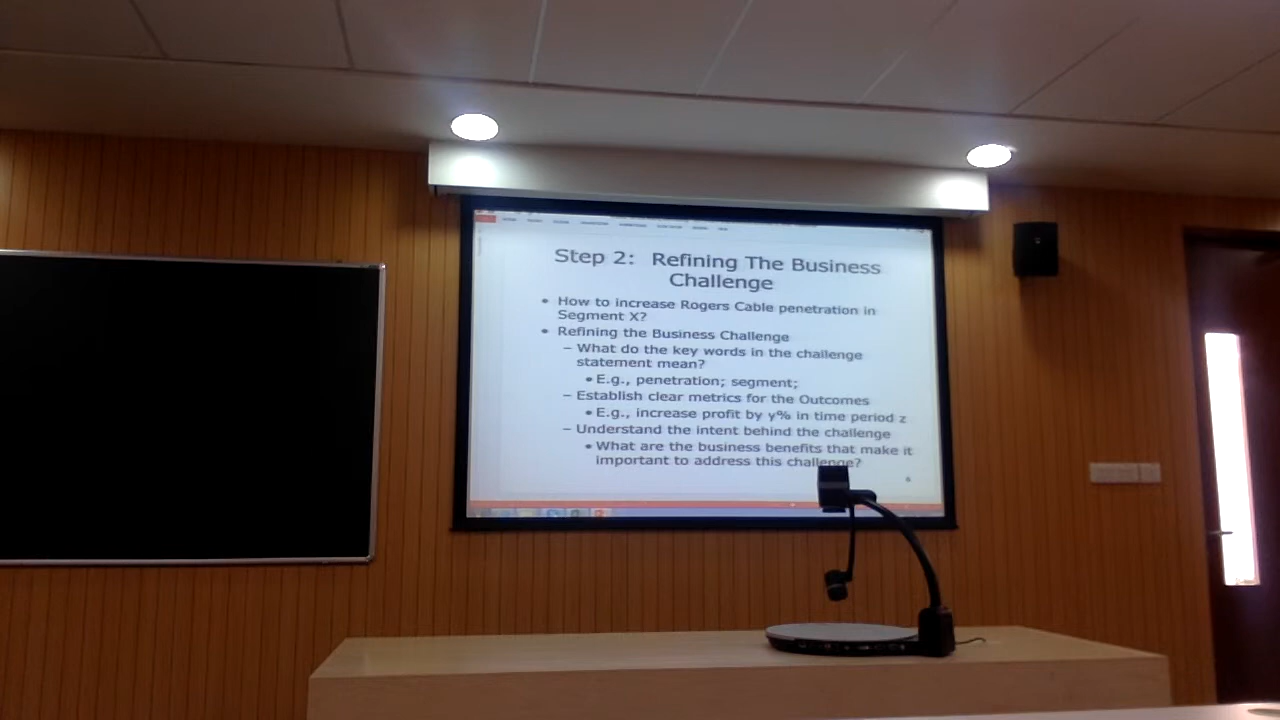 Step 2: Refining The Business
Challenge
• How to increase Rogers Cable penetration in
Segment X?
• Refining the Business Challenge
– What do the key words in the challenge
statement mean?
• E.g., penetration; segment;
– Establish clear metrics for the Outcomes
• E.g., increase profit by y% in time period z
– Understand the intent behind the challenge
• What are the business benefits that make it
important to address this challenge?
6